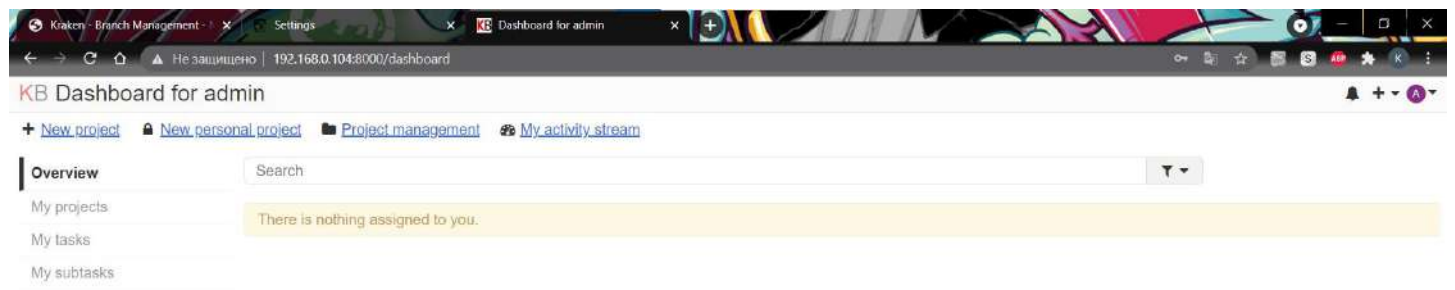 Kraken - Branch Management - Settings Dashboard for admin
Не защищено 192.168.0.104:8000/dashboard S ABP K
KB Dashboard for admin A
+ New project New personal project Project management My activity stream
Overview Search
My projects
There is nothing assigned to you.
My tasks
My subtasks